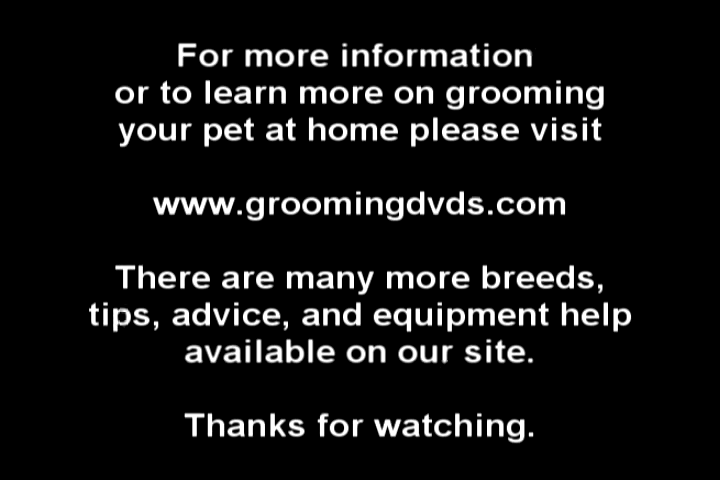 For more information
or to learn more on grooming
your pet at home please visit
www.groomingdvds.com
There are many more breeds,
tips, advice, and equipment help
available on our site.
Thanks for watching.